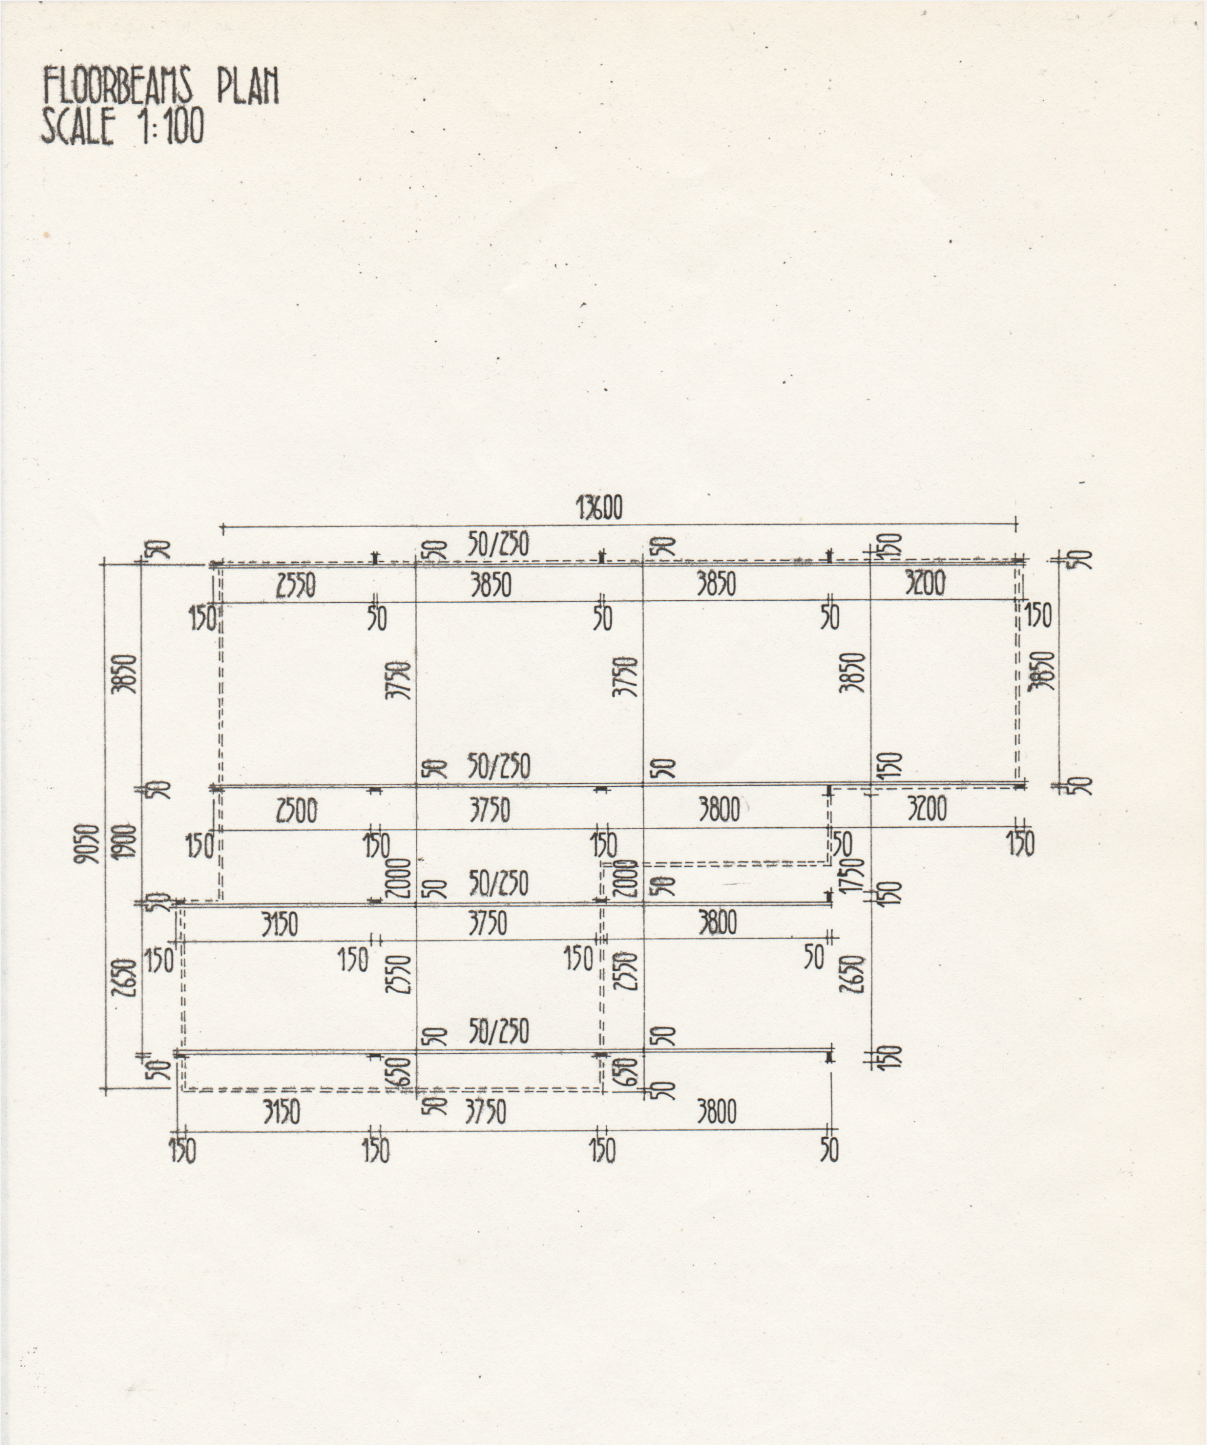 FLOORBEAMS PLAN
SCALE 1:100
13600
50 50 50/250 50 150 50
2550 3850 3850 3200
150 50 50 50 150
3850 3750 3750 3850 3850
50 50/250 50 150
50 2500 3750 3800 3200 50
9050 1900 150 150 150 50 150
2000 2000 1750
50 50 50/250 50 150
3150 3750 3800
150 150 150 50
2650 2550 2550 2650
50 50/250 50
50 650 650 150
50 50
3150 3750 3800
150 150 150 50